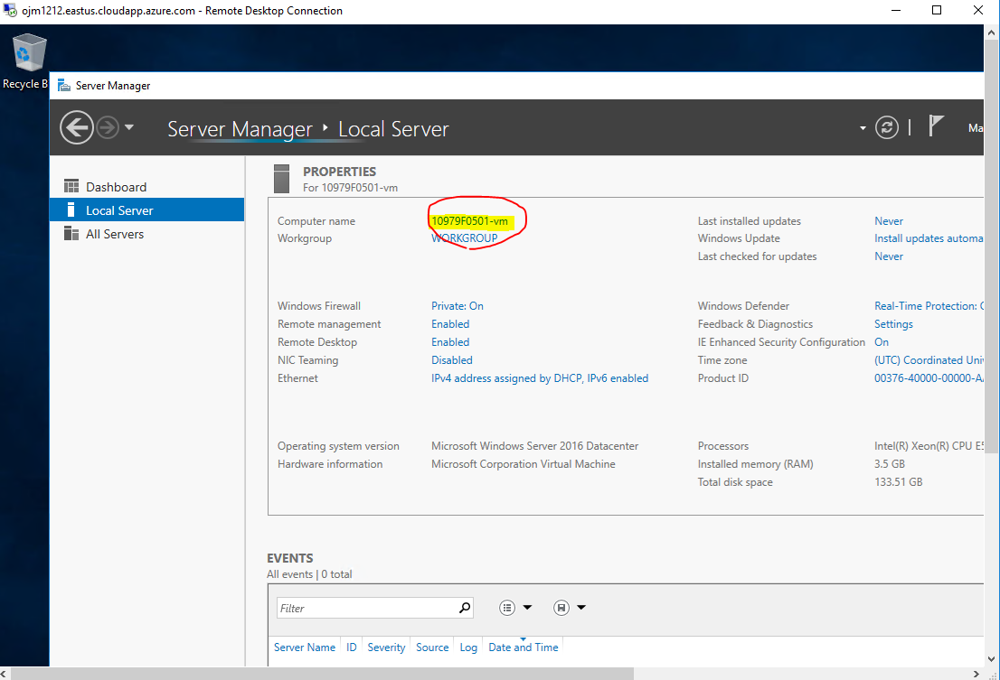 ojm1212.eastus.cloudapp.azure.com - Remote Desktop Connection
Recycle B
Server Manager
Server Manager Local Server
Ma
Dashboard
Local Server
All Servers
PROPERTIES
For 10979F0501-vm
Computer name 10979F0501-vm
Workgroup WORKGROUP
Last installed updates Never
Windows Update Install updates automa
Last checked for updates Never
Windows Firewall Private: On
Remote management Enabled
Remote Desktop Enabled
NIC Teaming Disabled
Ethernet IPv4 address assigned by DHCP, IPv6 enabled
Windows Defender Real-Time Protection:
Feedback & Diagnostics Settings
IE Enhanced Security Configuration On
Time zone (UTC) Coordinated Uni
Product ID 00376-40000-00000-A
Operating system version Microsoft Windows Server 2016 Datacenter
Hardware information Microsoft Corporation Virtual Machine
Processors Intel(R) Xeon(R) CPU E5
Installed memory (RAM) 3.5 GB
Total disk space 133.51 GB
EVENTS
All events | 0 total
Filter
Server Name ID Severity Source Log Date and Time